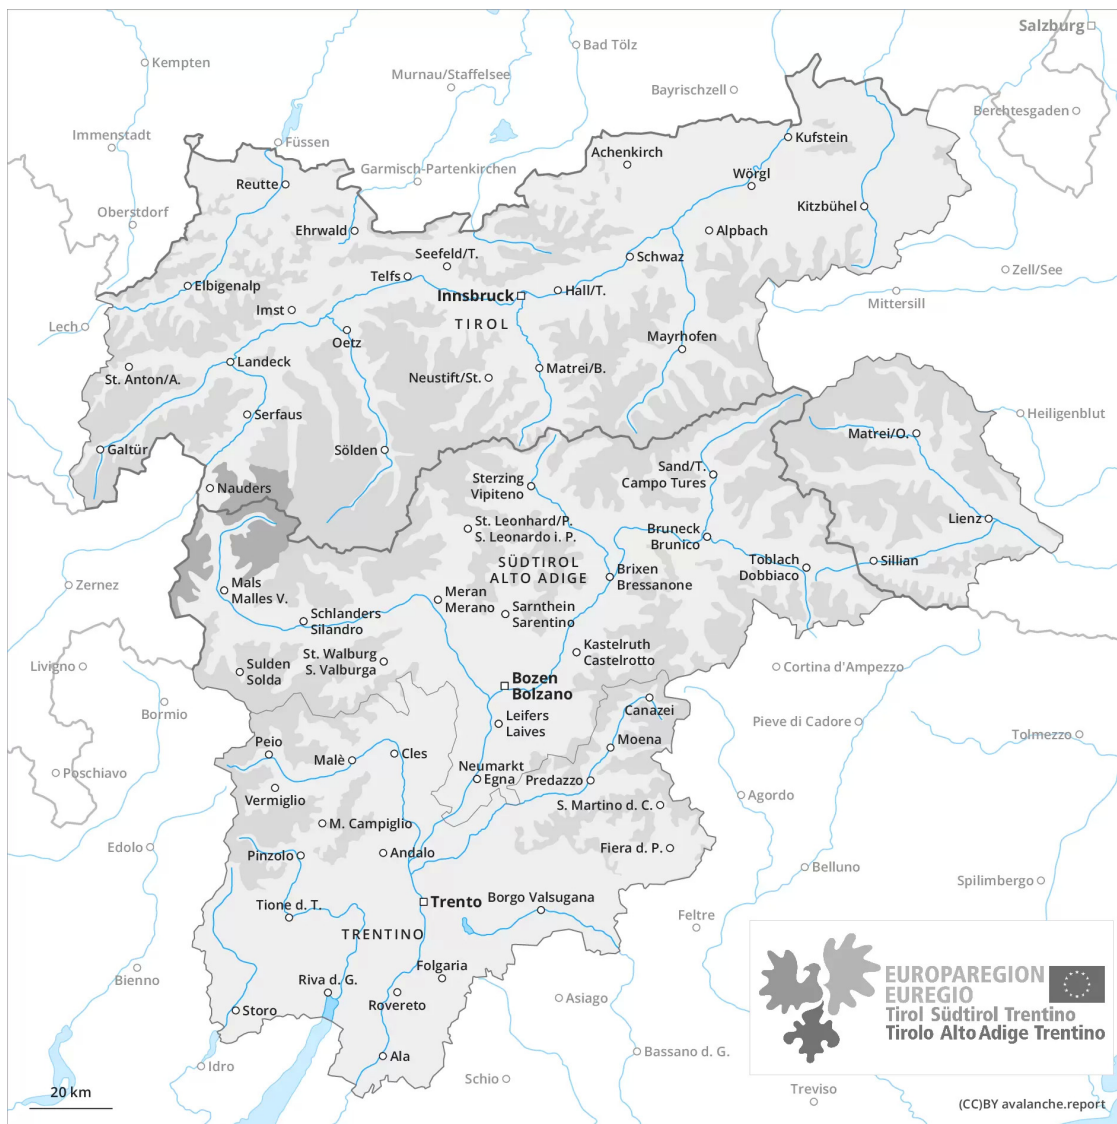 Salzburg
Bad Tölz
Kempten
Murnau/Staffelsee
Bayrischzell
Berchtesgaden
Immenstadt
Füssen
Kufstein
Achenkirch
Garmisch-Partenkirchen
Wörgl
Reutte
Kitzbühel
Oberstdorf
Ehrwald
Alpbach
Seefeld/T.
Schwaz
Zell/See
Telfs
Elbigenalp
Hall/T.
Innsbruck
Mittersill
Imst
TIROL
Lech
Oetz
Mayrhofen
Landeck
Matrei/B.
St. Anton/A.
Neustift/St.
Serfaus
Heiligenblut
Matrei/O.
Galtür
Sölden
Sand/T.
Campo Tures
Sterzing
Vipiteno
Nauders
Lienz
St. Leonhard/P.
S. Leonardo i. P.
Bruneck
Brunico
SÜDTIROL
ALTO ADIGE
Toblach
Dobbiaco
Sillian
Brixen
Bressanone
Zernez
Mals
Malles V.
Meran
Merano
Sarnthein
Sarentino
Schlanders
Silandro
Kastelruth
Castelrotto
St. Walburg
S. Valburga
Livigno
Sulden
Solda
Cortina d'Ampezzo
Bozen
Bolzano
Canazei
Bormio
Leifers
Laives
Pieve di Cadore
Tolmezzo
Moena
Peio
Cles
Malè
Neumarkt
Egna
Predazzo
Poschiavo
Vermiglio
Agordo
S. Martino d. C.
M. Campiglio
Edolo
Fiera d. P.
Andalo
Pinzolo
Belluno
Spilimbergo
Borgo Valsugana
Trento
Tione d. T.
Feltre
TRENTINO
Folgaria
Bienno
Riva d. G.
Rovereto
Asiago
Storo
Ala
Bassano d. G.
Idro
Schio
Treviso
EUROPAREGION
EUREGIO
Tirol Südtirol Trentino
Tirolo Alto Adige Trentino
20 km
(CC)BY avalanche.report